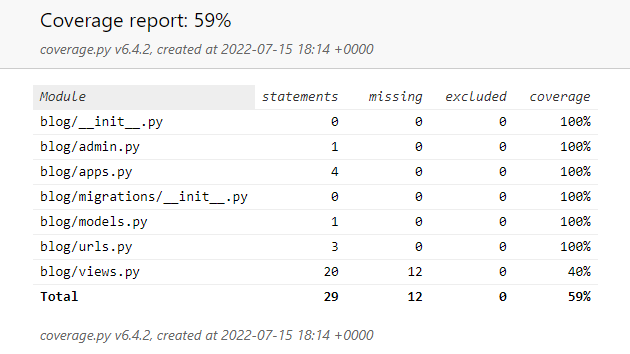 Coverage report: 59%
coverage.py v6.4.2, created at 2022-07-15 18:14 +0000
Module statements missing excluded coverage
blog/__init__.py 0 0 0 100%
blog/admin.py 1 0 0 100%
blog/apps.py 4 0 0 100%
blog/migrations/__init__.py 0 0 0 100%
blog/models.py 1 0 0 100%
blog/urls.py 3 0 0 100%
blog/views.py 20 12 0 40%
Total 29 12 0 59%
coverage.py v6.4.2, created at 2022-07-15 18:14 +0000